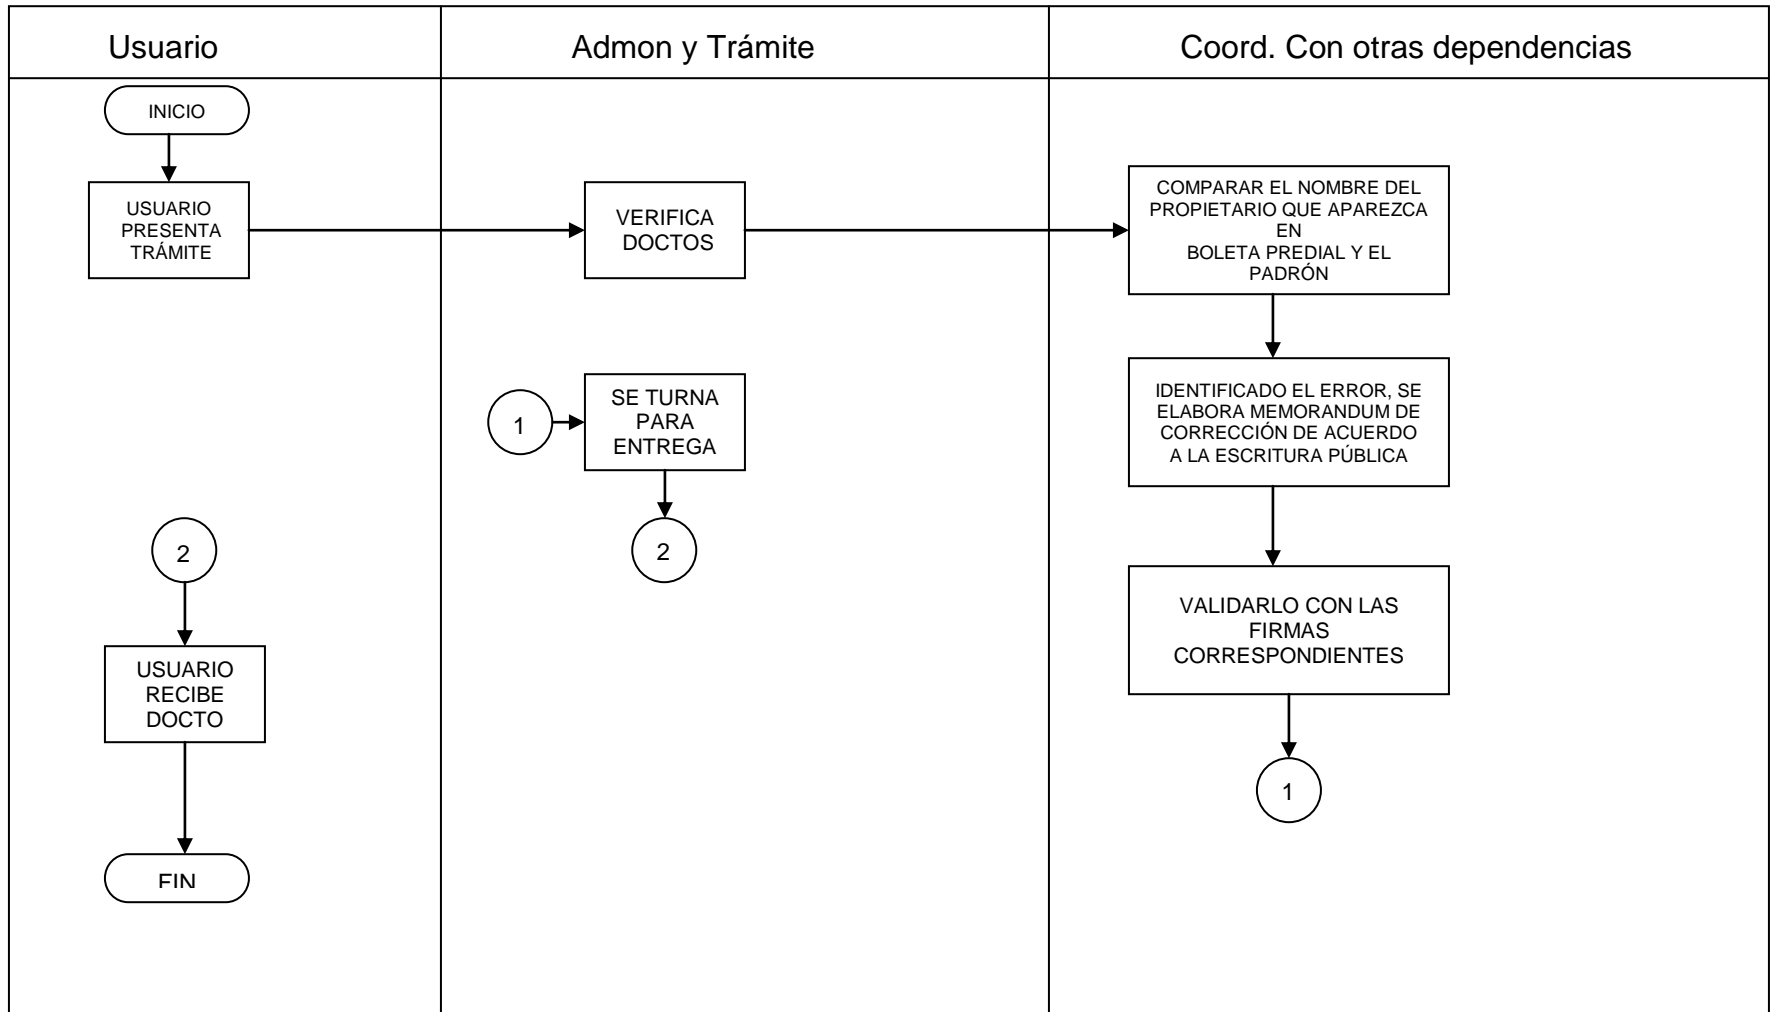 Usuario
Admon y Trámite
Coord. Con otras dependencias
INICIO
USUARIO
PRESENTA
TRÁMITE
VERIFICA
DOCTOS
COMPARAR EL NOMBRE DEL
PROPIETARIO QUE APAREZCA
EN
BOLETA PREDIAL Y EL
PADRÓN
1
SE TURNA
PARA
ENTREGA
IDENTIFICADO EL ERROR, SE
ELABORA MEMORANDUM DE
CORRECCIÓN DE ACUERDO
A LA ESCRITURA PÚBLICA
2
2
VALIDARLO CON LAS
FIRMAS
CORRESPONDIENTES
USUARIO
RECIBE
DOCTO
1
FIN